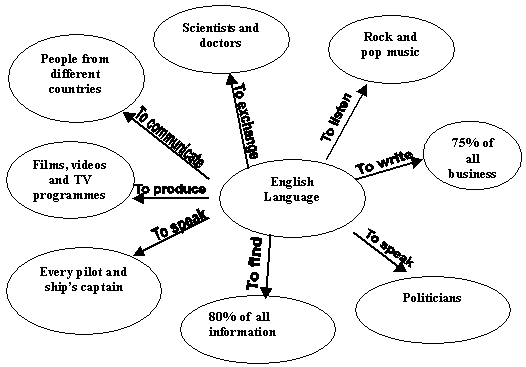 Scientists and
doctors
Rock and
pop music
People from
different
countries
To communicate
To exchange
To listen
To write
75% of
all
business
Films, videos
and TV
programmes
To produce
English
Language
To speak
To find
To speak
Every pilot and
ship's captain
80% of all
information
Politicians